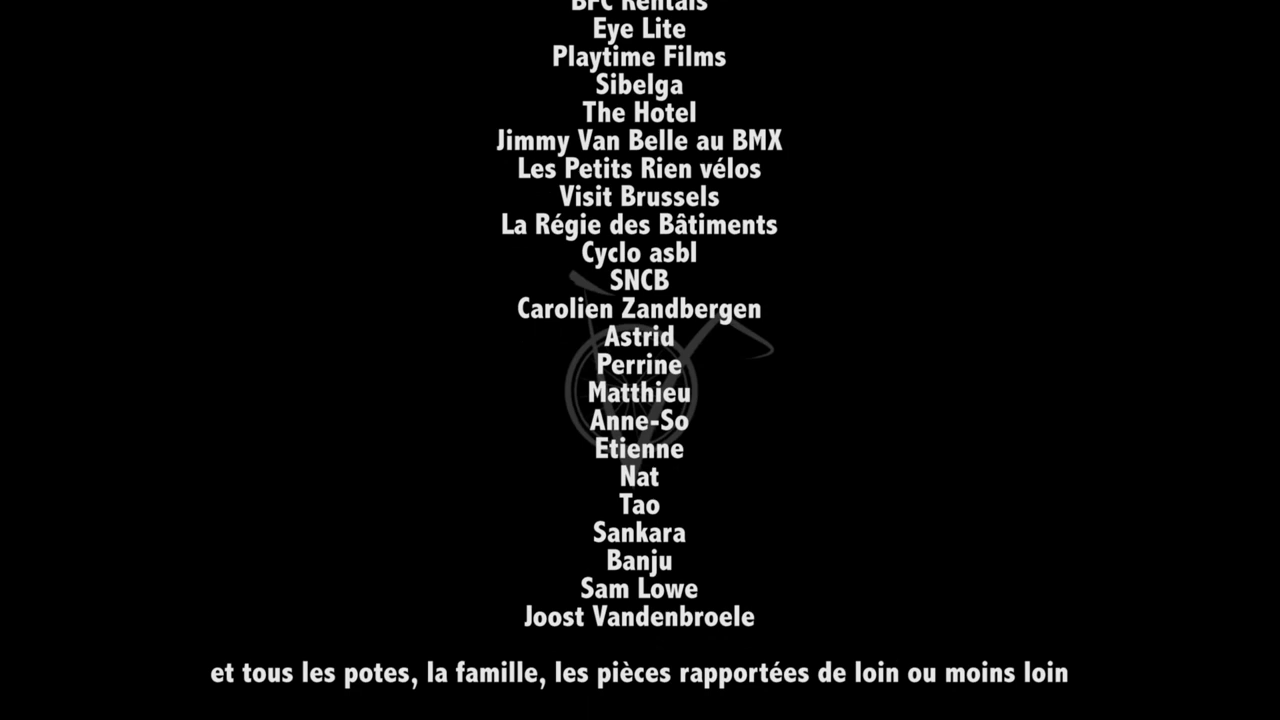 BFC Rentals
Eye Lite
Playtime Films
Sibelga
The Hotel
Jimmy Van Belle au BMX
Les Petits Rien vélos
Visit Brussels
La Régie des Bâtiments
Cyclo asbl
SNCB
Carolien Zandbergen
Astrid
Perrine
Matthieu
Anne-So
Etienne
Nat
Tao
Sankara
Banju
Sam Lowe
Joost Vandenbroele
et tous les potes, la famille, les pièces rapportées de loin ou moins loin